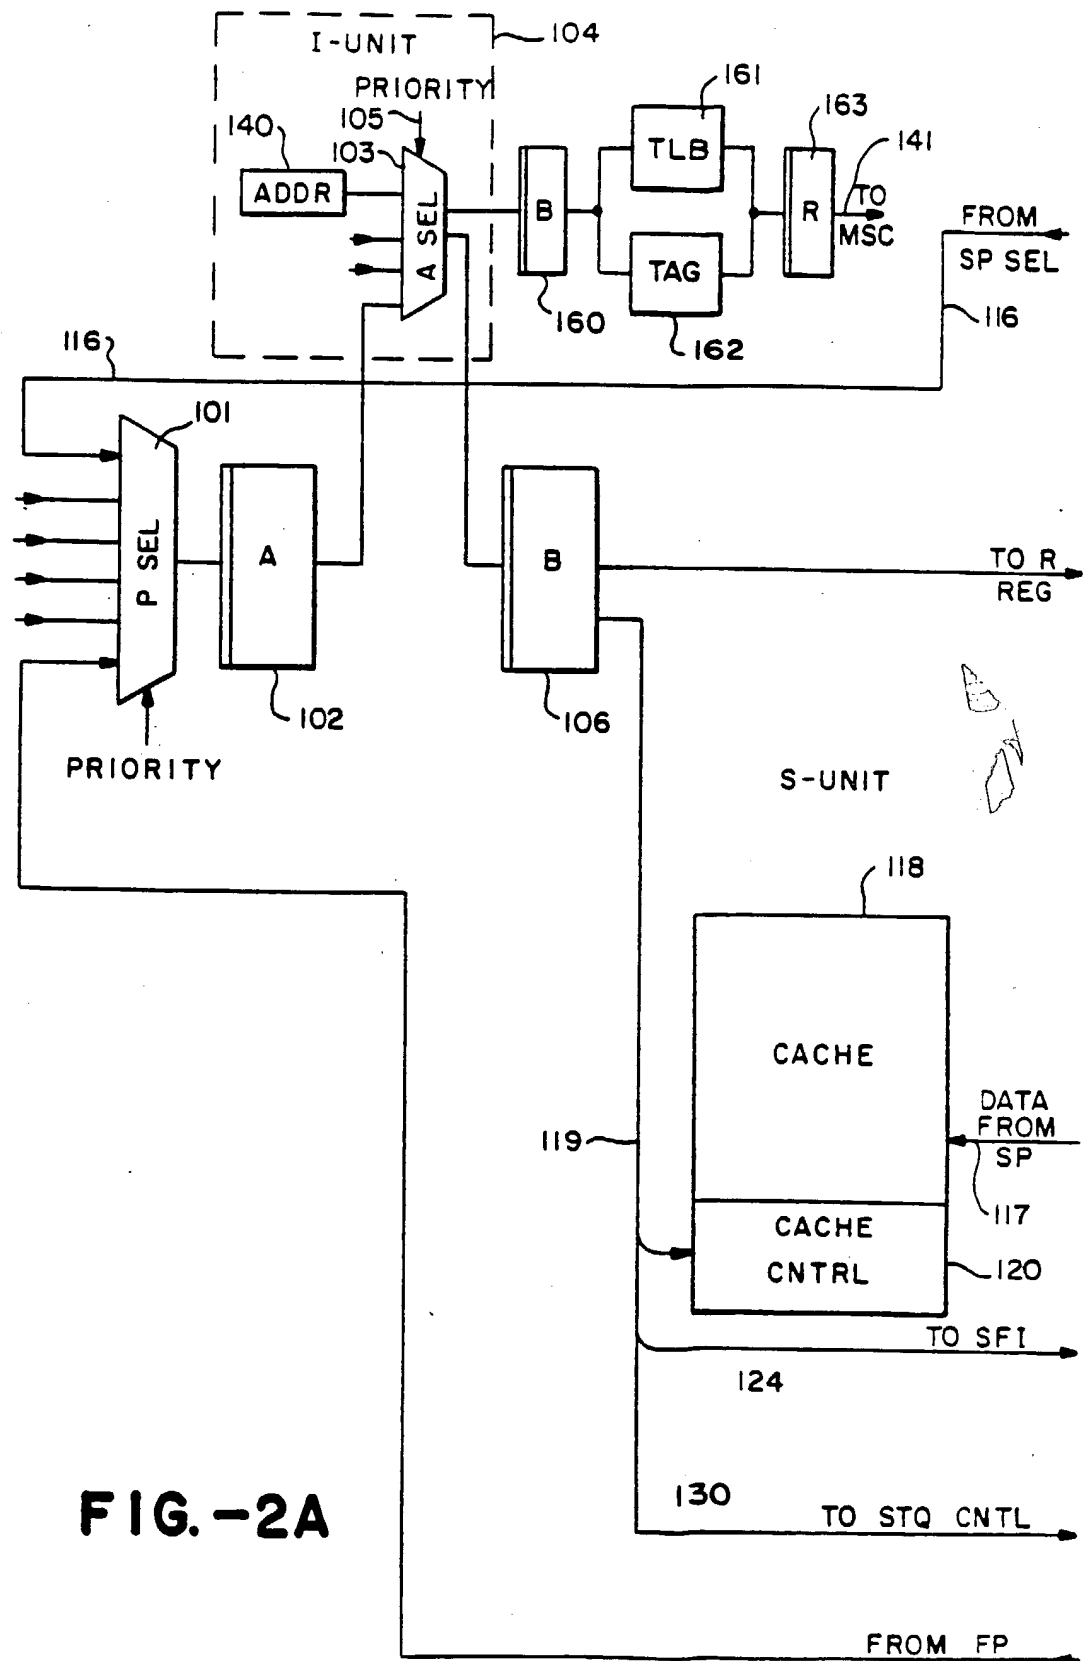 I-UNIT
104
PRIORITY
105
103
140
ADDR
A SEL
B
160
161
TLB
TAG
162
163
R
141
TO
MSC
FROM
SP SEL
116
116
101
P SEL
PRIORITY
A
102
B
106
TO R
REG
S-UNIT
118
CACHE
119
DATA
FROM
SP
117
CACHE
CNTRL
120
TO SFI
124
130
TO STQ CNTL
FROM FP
FIG.-2A